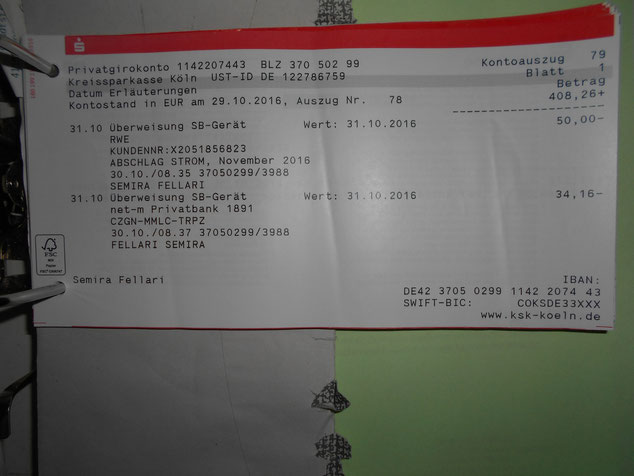 Privatgirokonto 1142207443 BLZ 370 502 99 Kontoauszug 79
Kreissparkasse Köln UST-ID DE 122786759 Blatt 1
Datum Erläuterungen Betrag
Kontostand in EUR am 29.10.2016, Auszug Nr. 78 408,26+
31.10 Überweisung SB-Gerät Wert: 31.10.2016 50,00-
RWE
KUNDENNR:X2051856823
ABSCHLAG STROM, November 2016
30.10./08.35 37050299/3988
SEMIRA FELLARI
31.10 Überweisung SB-Gerät Wert: 31.10.2016 34,16-
net-m Privatbank 1891
CZGN-MMLC-TRPZ
30.10./08.37 37050299/3988
FELLARI SEMIRA
FSC
Semira Fellari IBAN:
DE42 3705 0299 1142 2074 43
SWIFT-BIC: COKSDE33XXX
www.ksk-koeln.de